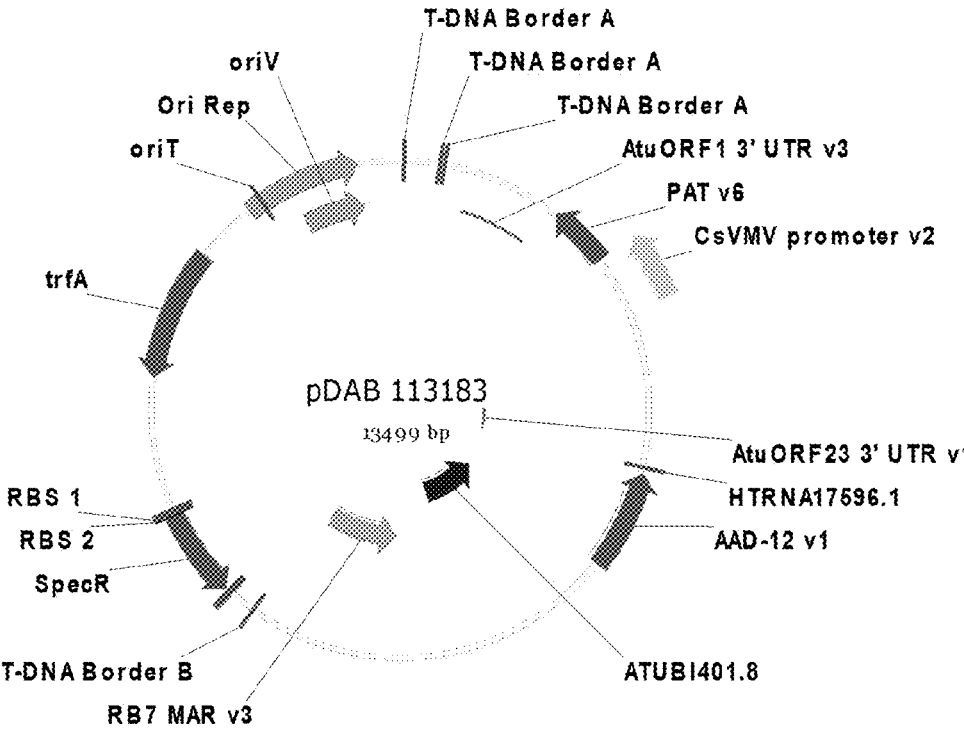 T-DNA Border A
oriV
T-DNA Border A
Ori Rep
T-DNA Border A
oriT
AtuORF1 3' UTR v3
PAT v6
CsVMV promoter v2
trfA
pDAB 113183
13499 bp
AtuORF23 3' UTR v1
RBS 1
HTRNA17596.1
RBS 2
AAD-12 v1
SpecR
T-DNA Border B
ATUBI401.8
RB7 MAR v3